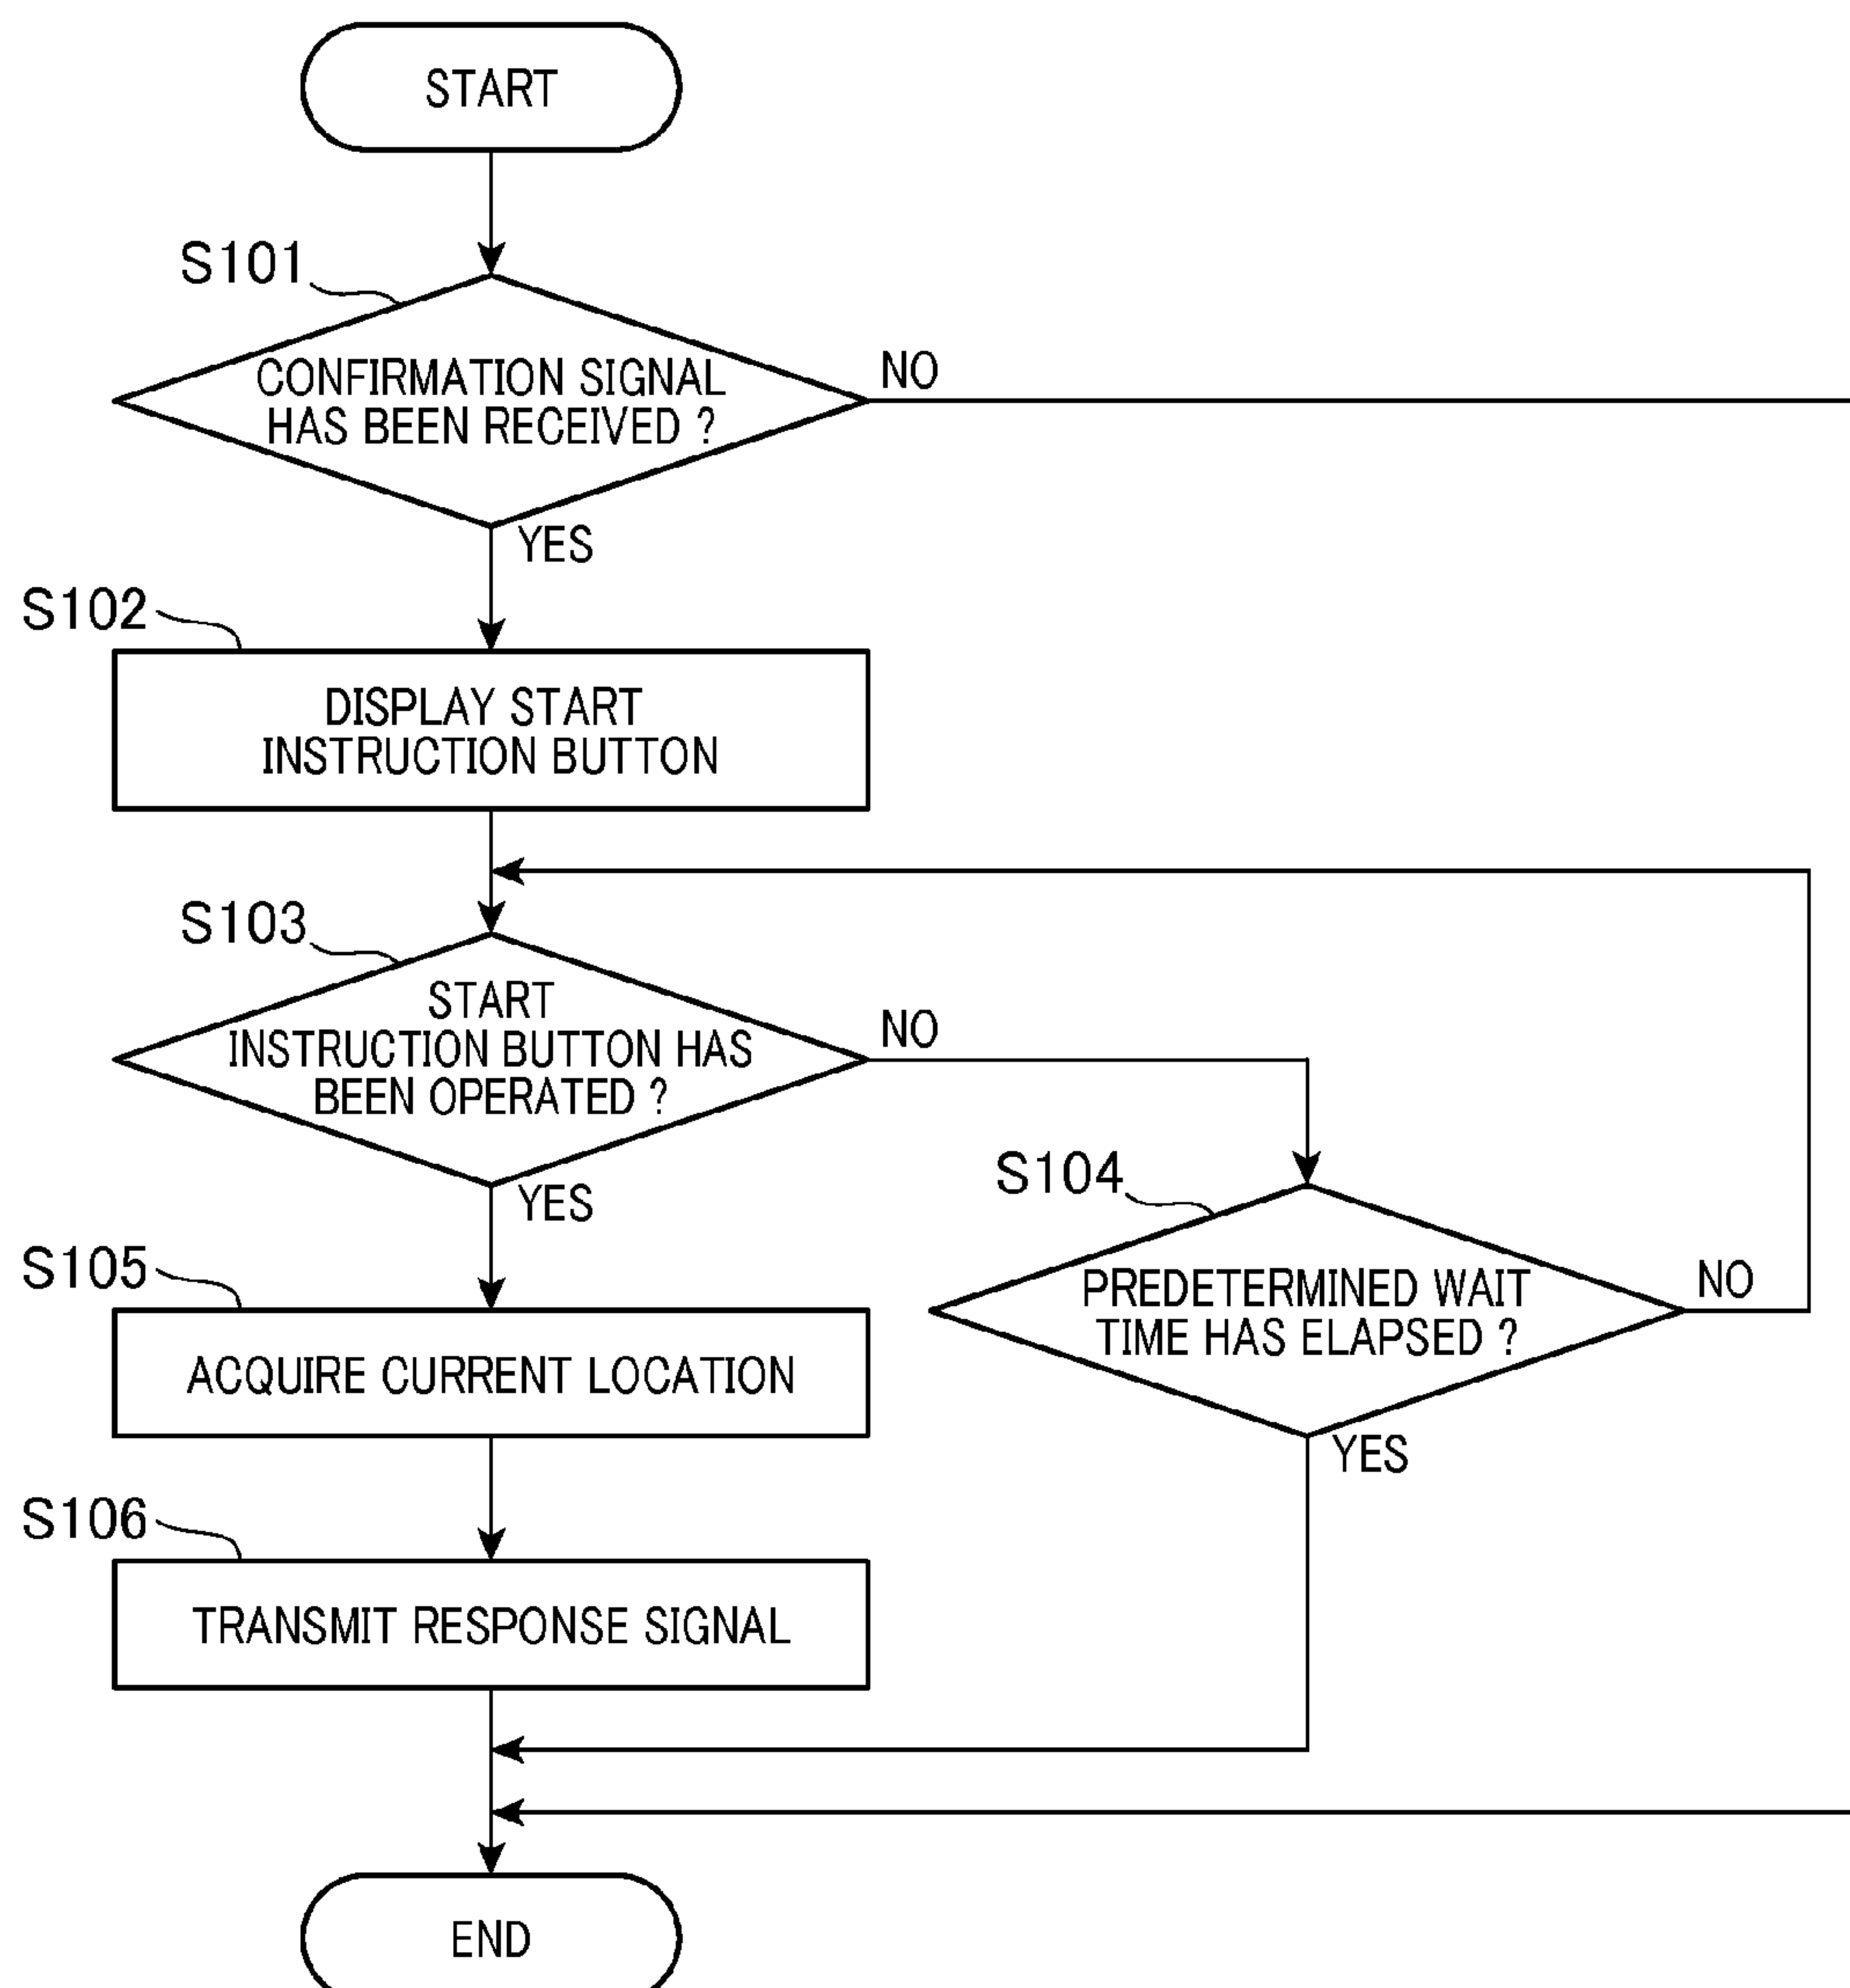 START
S101
CONFIRMATION SIGNAL
HAS BEEN RECEIVED ?
NO
YES
S102
DISPLAY START
INSTRUCTION BUTTON
S103
START
INSTRUCTION BUTTON HAS
BEEN OPERATED ?
NO
YES
S104
PREDETERMINED WAIT
TIME HAS ELAPSED ?
NO
YES
S105
ACQUIRE CURRENT LOCATION
S106
TRANSMIT RESPONSE SIGNAL
END